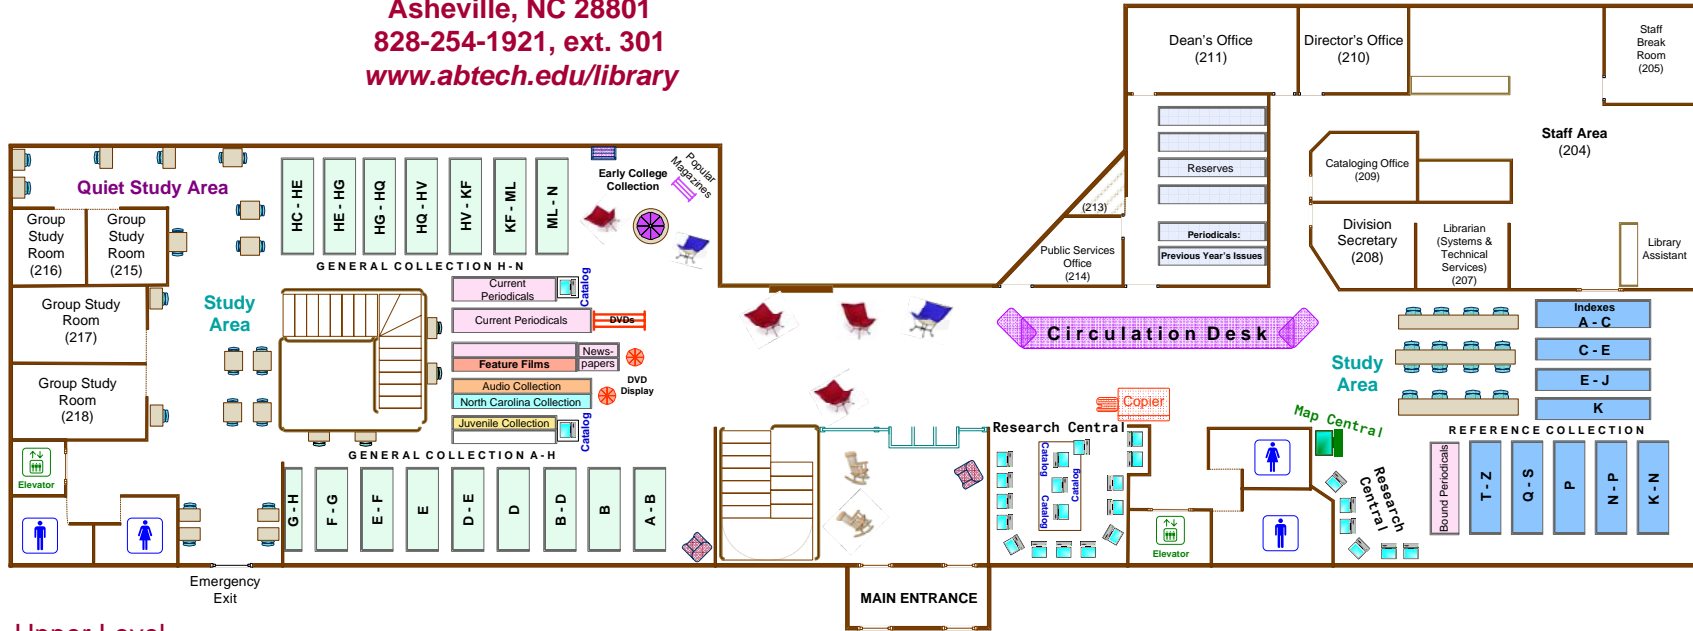 Asheville, NC 28801
828-254-1921, ext. 301
www.abtech.edu/library
Dean's Office
(211)
Director's Office
(210)
Staff
Break
Room
(205)
Staff Area
(204)
Reserves
Cataloging Office
(209)
Periodicals:
Previous Year's Issues
(213)
Public Services
Office
(214)
Division
Secretary
(208)
Librarian
(Systems &
Technical
Services)
(207)
Library
Assistant
Quiet Study Area
Group
Study
Room
(216)
Group
Study
Room
(215)
Group Study
Room
(217)
Group Study
Room
(218)
Study
Area
HC - HE
HE - HG
HG - HQ
HQ - HV
HV - KF
KF - ML
ML - N
GENERAL COLLECTION H-N
Early College
Collection
Popular
Magazines
Current
Periodicals
Catalog
Current Periodicals
DVDs
News-
papers
Feature Films
DVD
Display
Audio Collection
North Carolina Collection
Juvenile Collection
Catalog
GENERAL COLLECTION A-H
G - H
F - G
E - F
E
D - E
D
B - D
B
A - B
Elevator
Emergency
Exit
Circulation Desk
Copier
Research Central
Catalog
Catalog
Catalog
Elevator
MAIN ENTRANCE
Study
Area
Indexes
A - C
C - E
E - J
K
REFERENCE COLLECTION
Map Central
Research
Central
Bound Periodicals
T - Z
Q - S
P
N - P
K - N